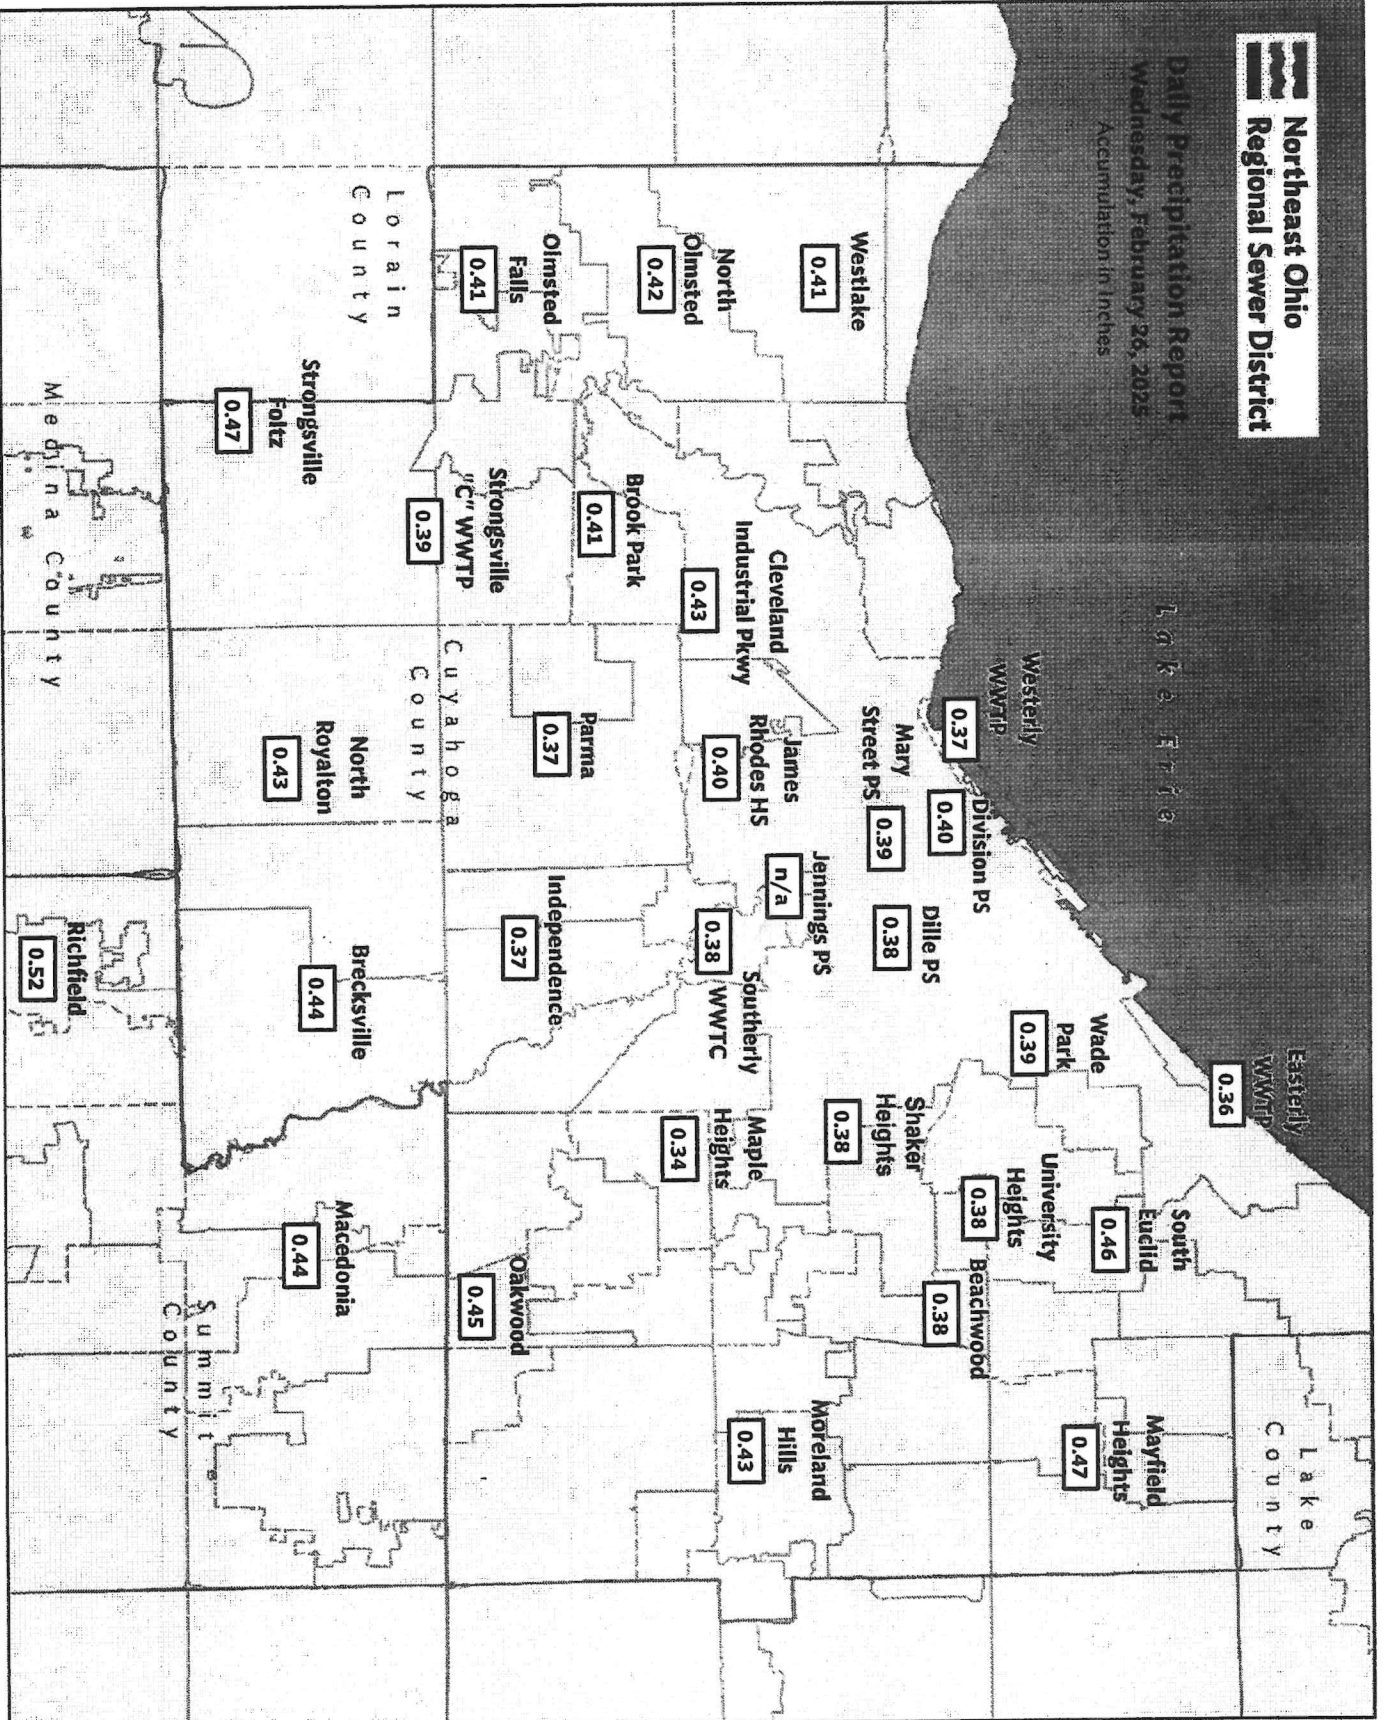 Northeast Ohio
Regional Sewer District
Daily Precipitation Report
Wednesday, February 26, 2025
Accumulation in Inches
Lake Erie
Lake
County
Easterly
WWTP
0.36
Westerly
WWTP
0.37
Division PS
0.40
Mary
Street PS
0.39
Dille PS
0.38
Wade
Park
0.39
South
Euclid
0.46
Mayfield
Heights
0.47
University
Heights
0.38
Beachwood
0.38
Shaker
Heights
0.38
Westlake
0.41
Cleveland
Industrial Pkwy
0.43
James
Rhodes HS
0.40
Jennings PS
n/a
Southerly
WWTC
0.38
Maple
Heights
0.34
Moreland
Hills
0.43
North
Olmsted
0.42
Brook Park
0.41
Parma
0.37
Independence
0.37
Olmsted
Falls
0.41
Strongsville
"C" WWTP
0.39
Oakwood
0.45
Cuyahoga
County
Lorain
County
Strongsville
Foltz
0.47
North
Royalton
0.43
Brecksville
0.44
Macedonia
0.44
Summit
County
Medina County
Richfield
0.52